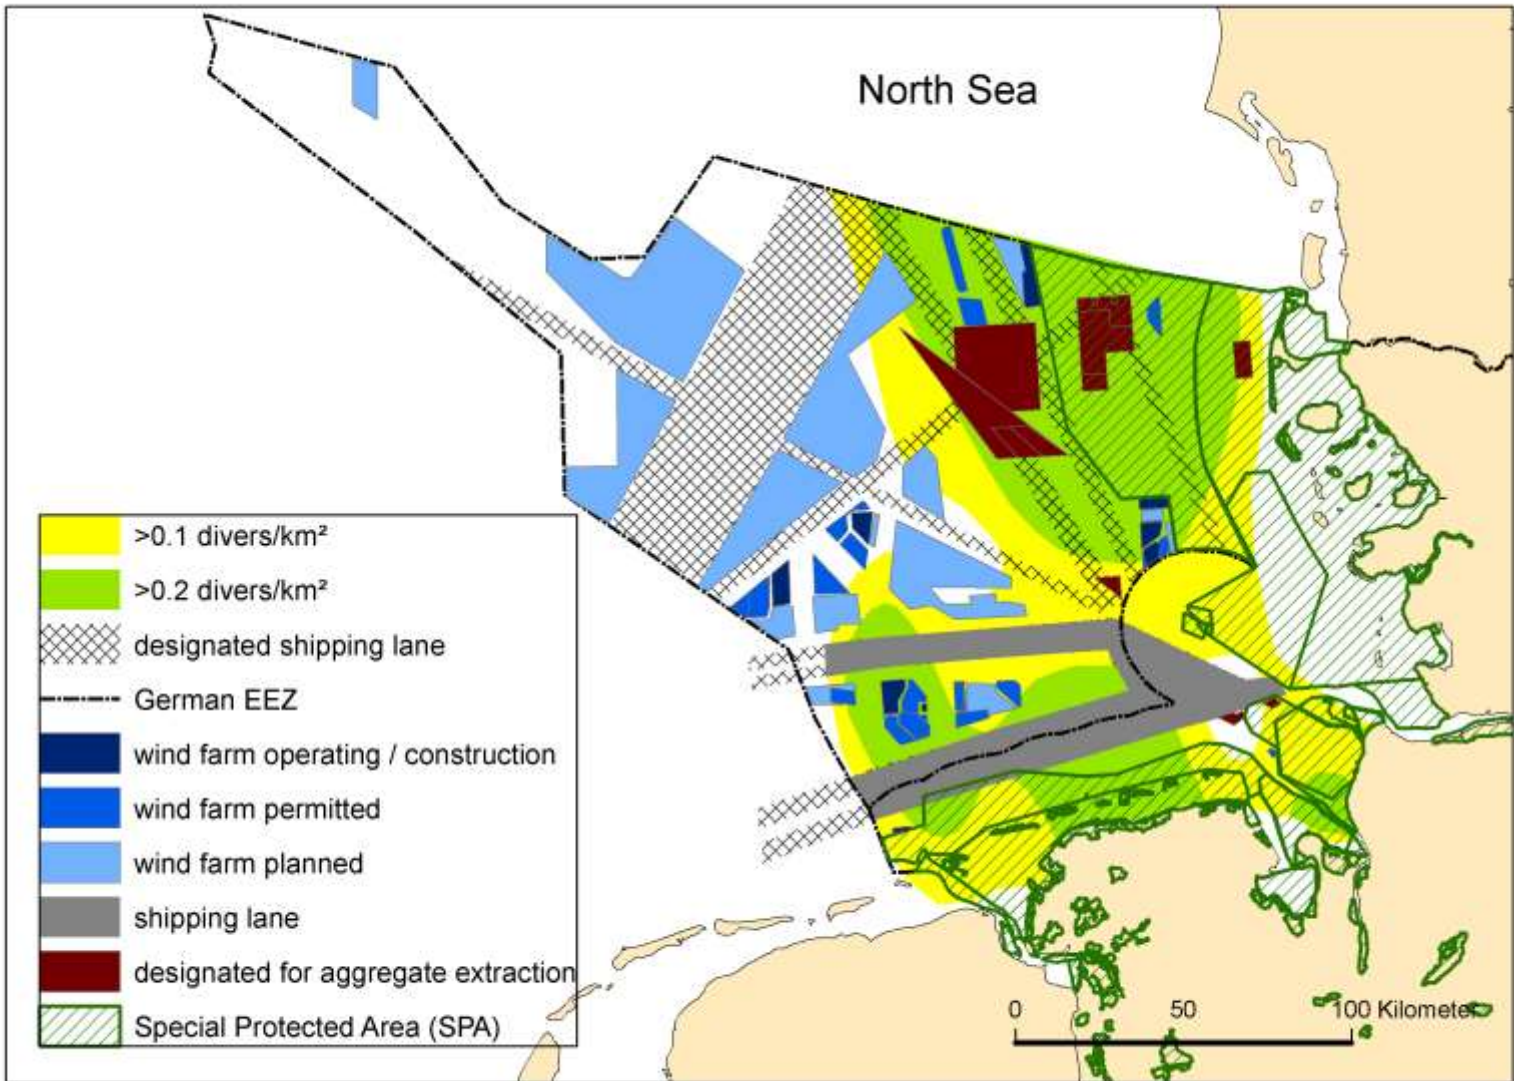 North Sea
>0.1 divers/km²
>0.2 divers/km²
designated shipping lane
German EEZ
wind farm operating / construction
wind farm permitted
wind farm planned
shipping lane
designated for aggregate extraction
Special Protected Area (SPA)
0 50 100 Kilometer